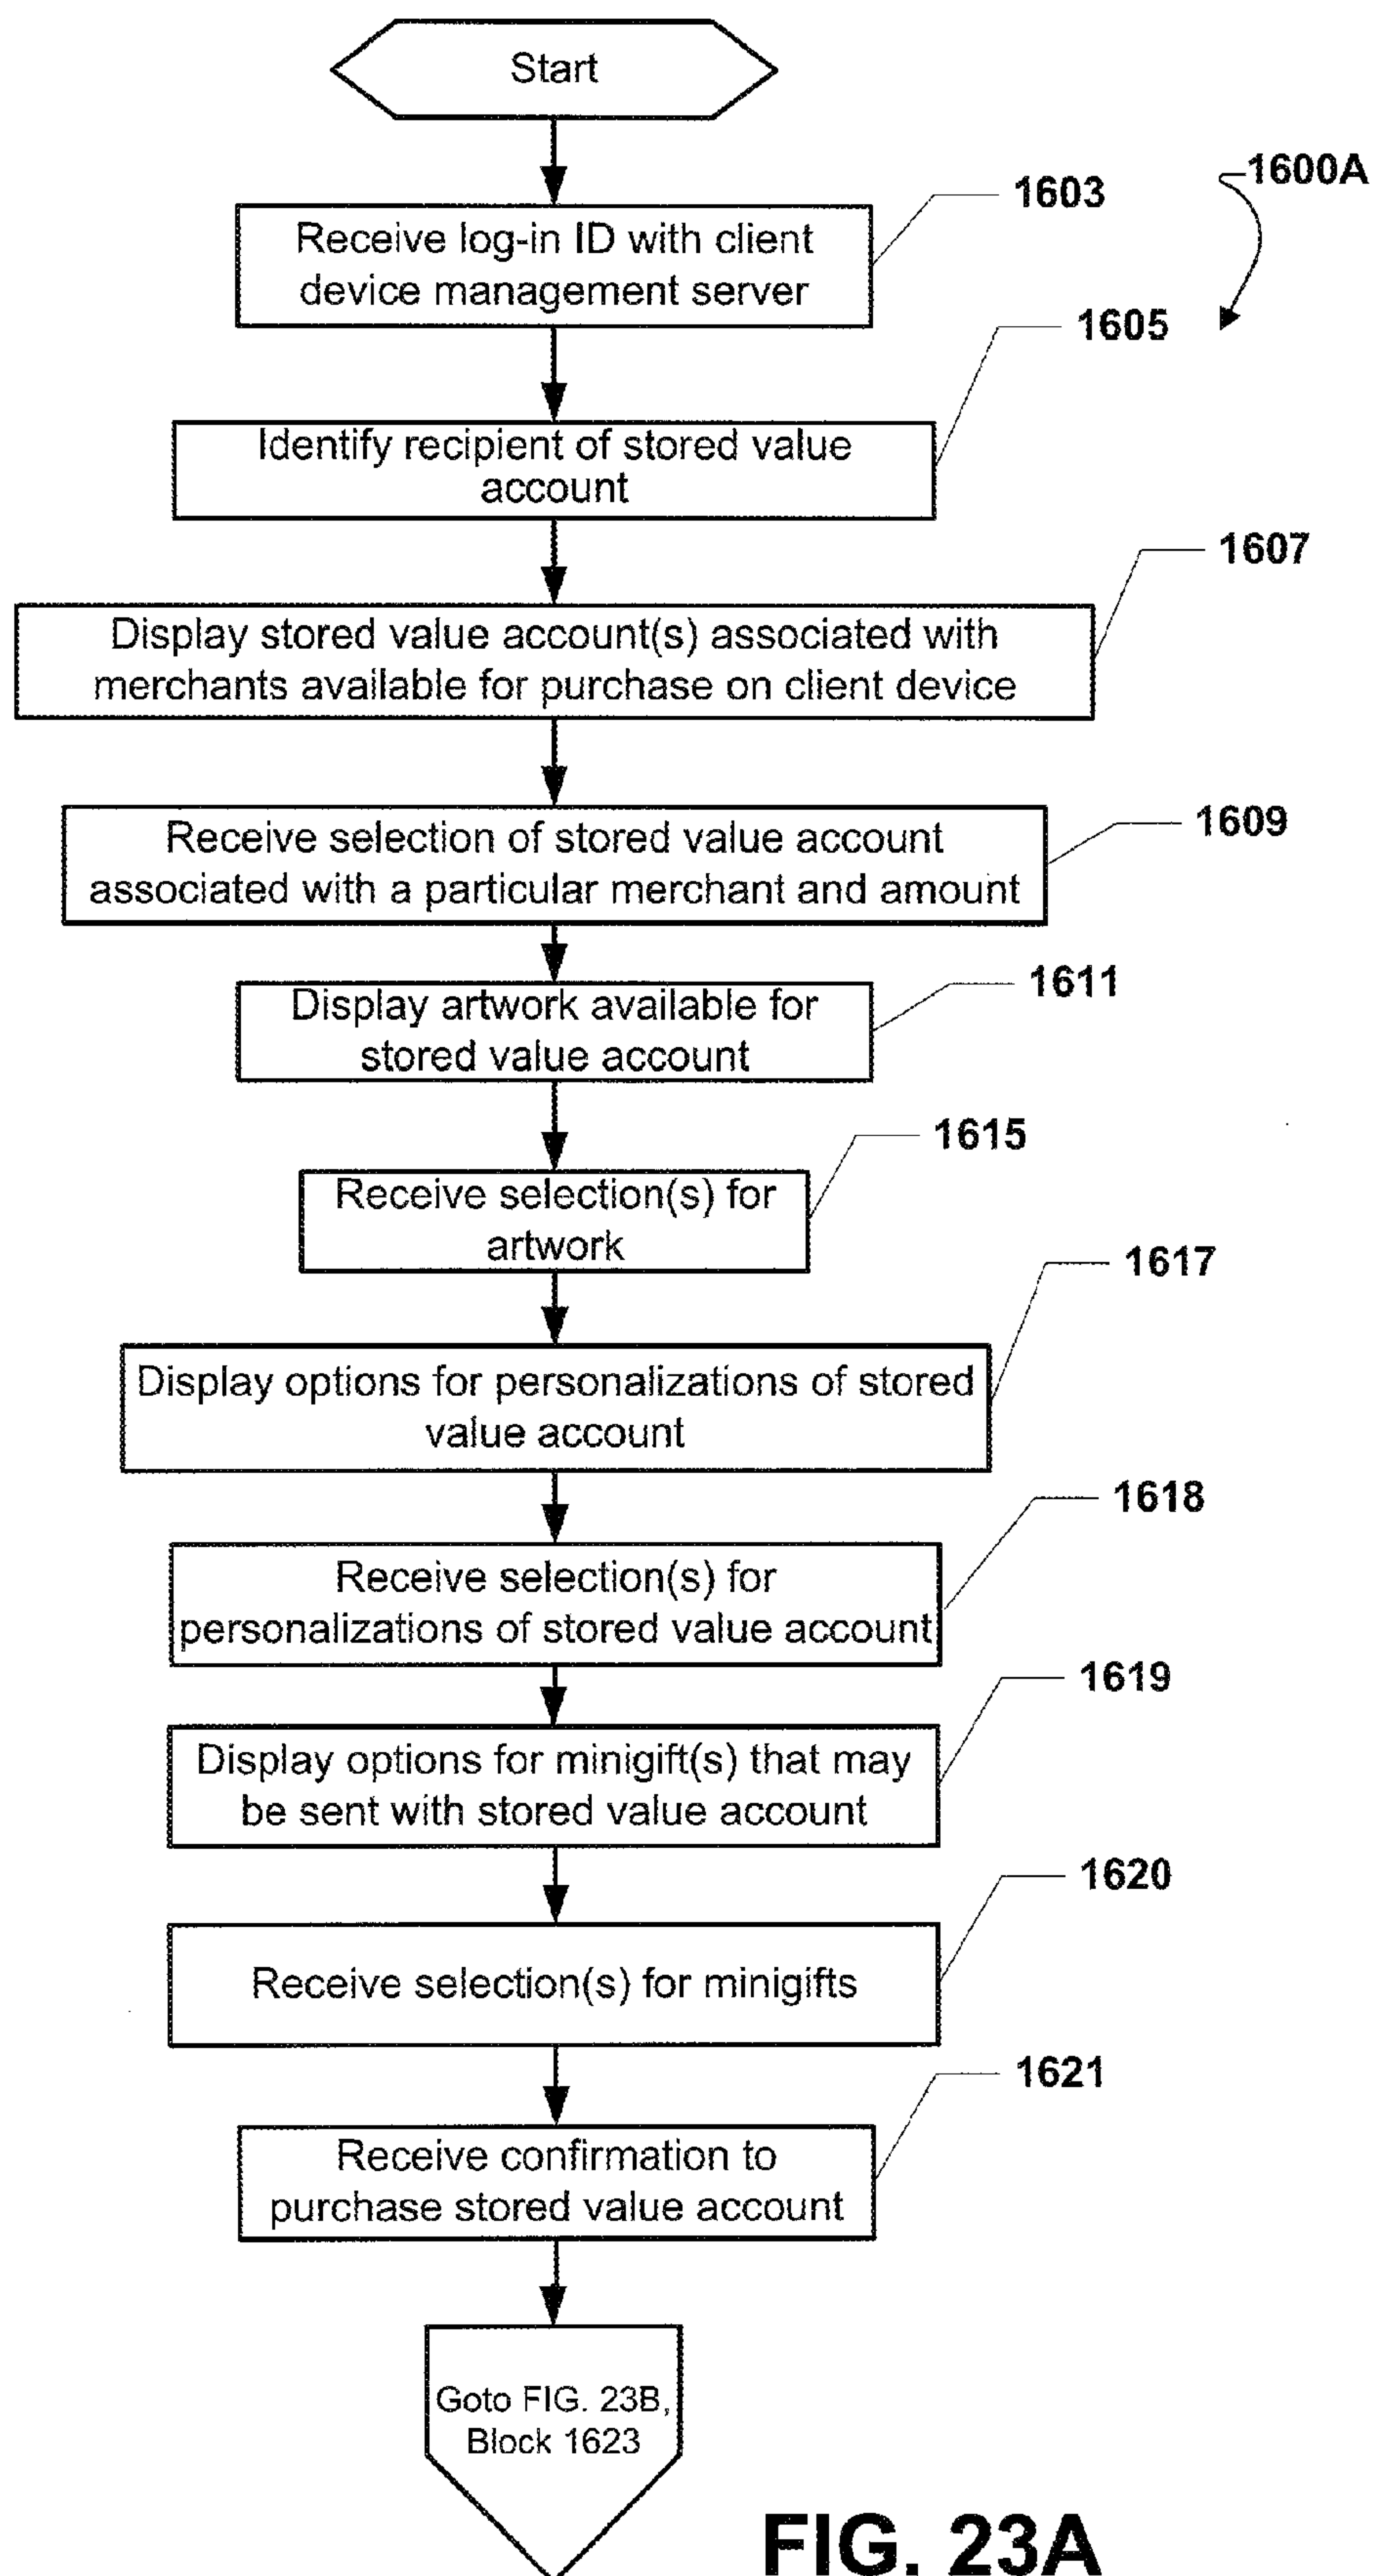 Start
1600A
1603
Receive log-in ID with client
device management server
1605
Identify recipient of stored value
account
1607
Display stored value account(s) associated with
merchants available for purchase on client device
1609
Receive selection of stored value account
associated with a particular merchant and amount
1611
Display artwork available for
stored value account
1615
Receive selection(s) for
artwork
1617
Display options for personalizations of stored
value account
1618
Receive selection(s) for
personalizations of stored value account
1619
Display options for minigift(s) that may
be sent with stored value account
1620
Receive selection(s) for minigifts
1621
Receive confirmation to
purchase stored value account
Goto FIG. 23B,
Block 1623
FIG. 23A